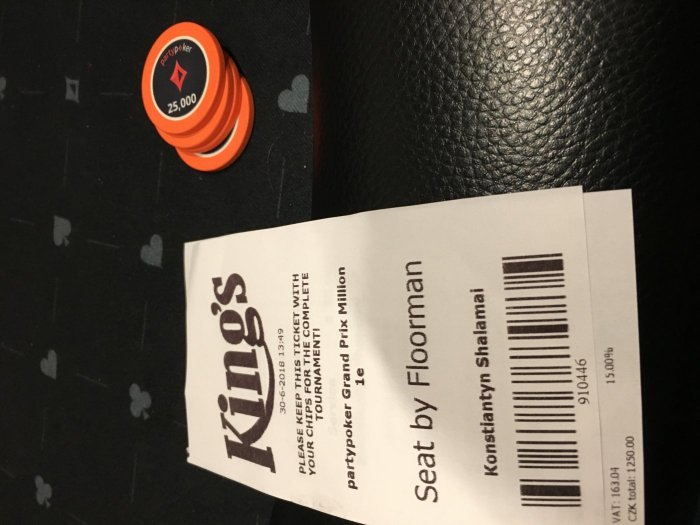 partypoker
25,000
King's
30-6-2018 13:49
PLEASE KEEP THIS TICKET WITH
YOUR CHIPS FOR THE COMPLETE
TOURNAMENT!
partypoker Grand Prix Million
1e
Seat by Floorman
Konstiantyn Shalamai
910446
VAT: 163.04 15.00%
CZK total: 1250.00